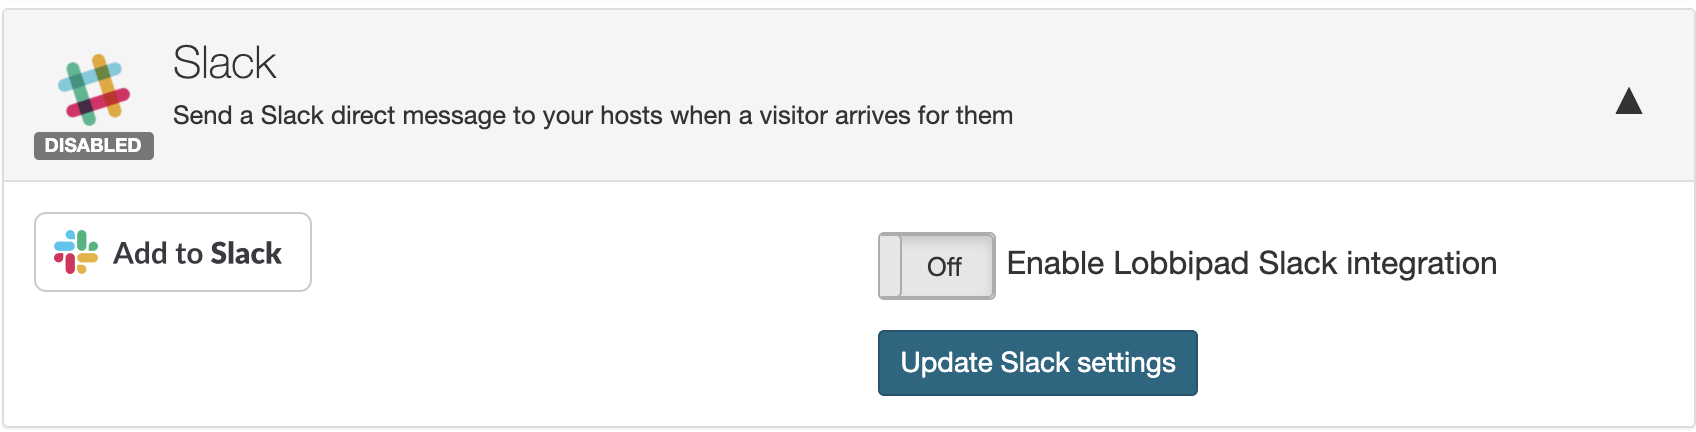 Slack
Send a Slack direct message to your hosts when a visitor arrives for them
DISABLED
Add to Slack
Off
Enable Lobbipad Slack integration
Update Slack settings